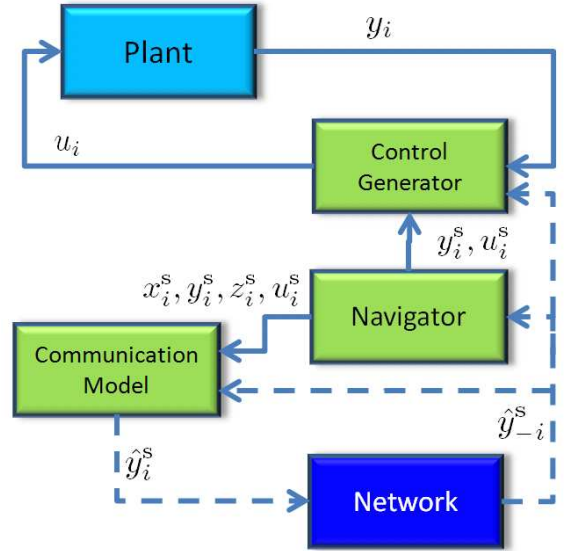 y_i
Plant
u_i
Control
Generator
y_i^s, u_i^s
x_i^s, y_i^s, z_i^s, u_i^s
Navigator
Communication
Model
ŷ_{-i}^s
ŷ_i^s
Network